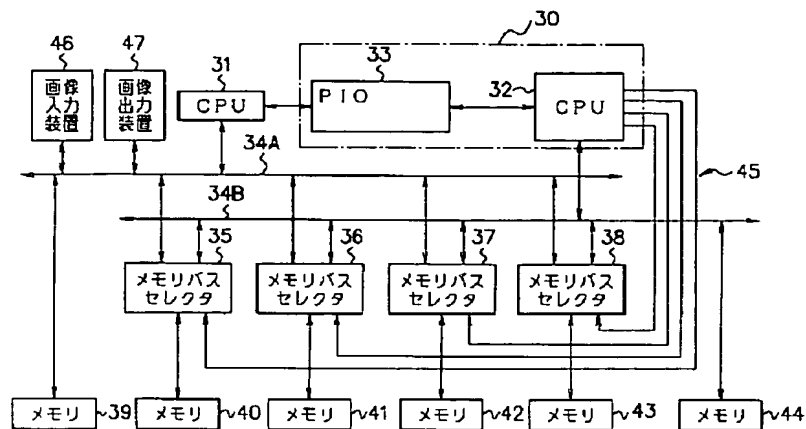 46 47 30
31 33
画像入力装置 画像出力装置 CPU PIO 32 CPU
34A 45
34B
35 36 37 38
メモリバスセレクタ メモリバスセレクタ メモリバスセレクタ メモリバスセレクタ
メモリ 39 メモリ 40 メモリ 41 メモリ 42 メモリ 43 メモリ 44